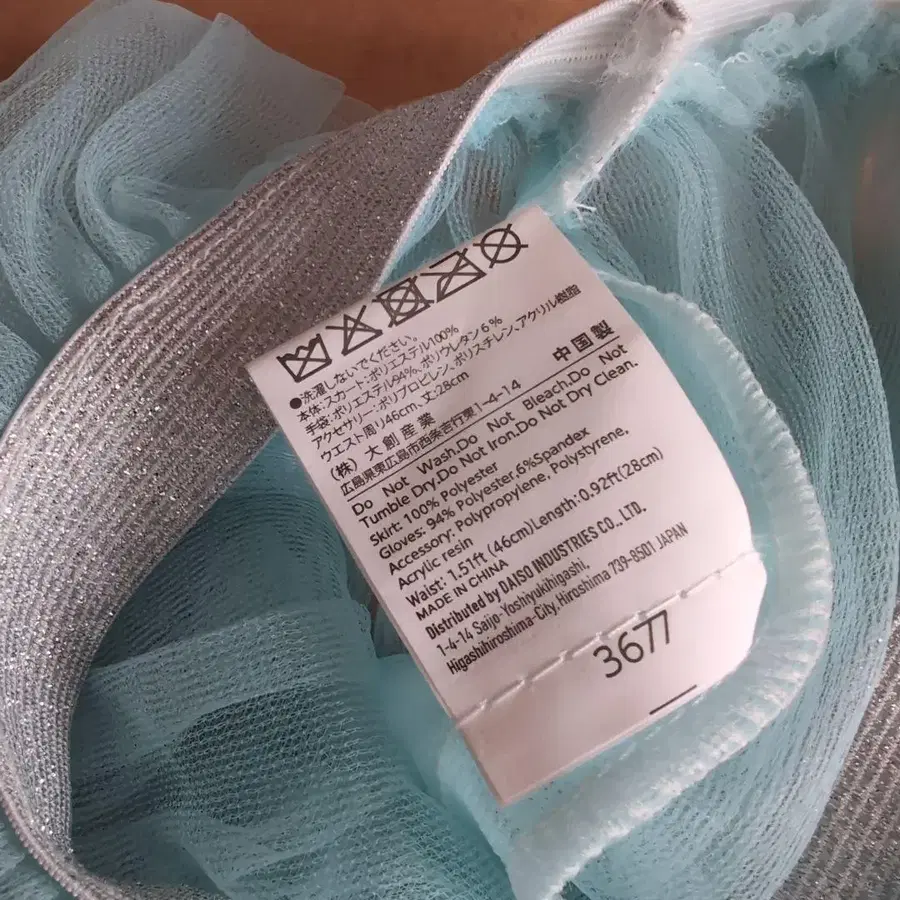 ●洗濯しないでください。
本体:スカート:ポリエステル100%
手袋:ポリエステル94%、ポリウレタン6%
アクセサリー:ポリプロピレン、ポリスチレン、アクリル樹脂
ウエスト周り46cm、丈:28cm 中国製
(株)大創産業
広島県東広島市西条吉行東1-4-14
Do Not Wash.Do Not Bleach.Do Not
Tumble Dry.Do Not Iron.Do Not Dry Clean.
Skirt: 100% Polyester
Gloves: 94% Polyester.6%Spandex
Accessory: Polypropylene, Polystyrene,
Acrylic resin
Waist: 1.51ft (46cm)Length:0.92ft(28cm)
MADE IN CHINA
Distributed by DAISO INDUSTRIES CO., LTD.
1-4-14 Saijo-Yoshiyukihigashi,
Higashihiroshima-City, Hiroshima 739-8501 JAPAN
3677